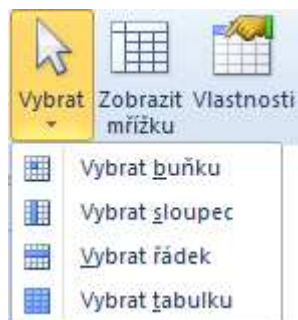 Vybrat Zobrazit mřížku Vlastnosti
Vybrat buňku
Vybrat sloupec
Vybrat řádek
Vybrat tabulku